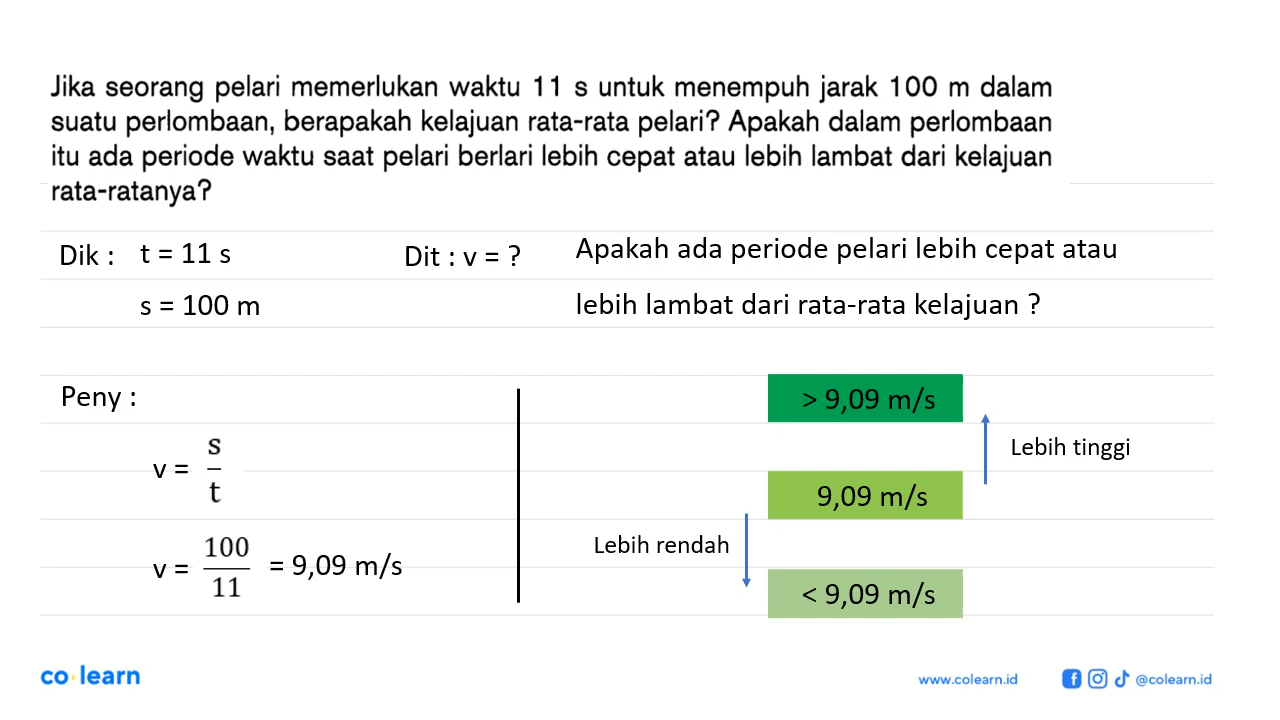 Jika seorang pelari memerlukan waktu 11 s untuk menempuh jarak 100 m dalam
suatu perlombaan, berapakah kelajuan rata-rata pelari? Apakah dalam perlombaan
itu ada periode waktu saat pelari berlari lebih cepat atau lebih lambat dari kelajuan
rata-ratanya?
Dik : t = 11 s
s = 100 m
Dit : v = ? Apakah ada periode pelari lebih cepat atau
lebih lambat dari rata-rata kelajuan ?
Peny :
v = s/t
v = 100/11 = 9,09 m/s
> 9,09 m/s
Lebih tinggi
9,09 m/s
Lebih rendah
< 9,09 m/s
co learn
www.colearn.id
@colearn.id